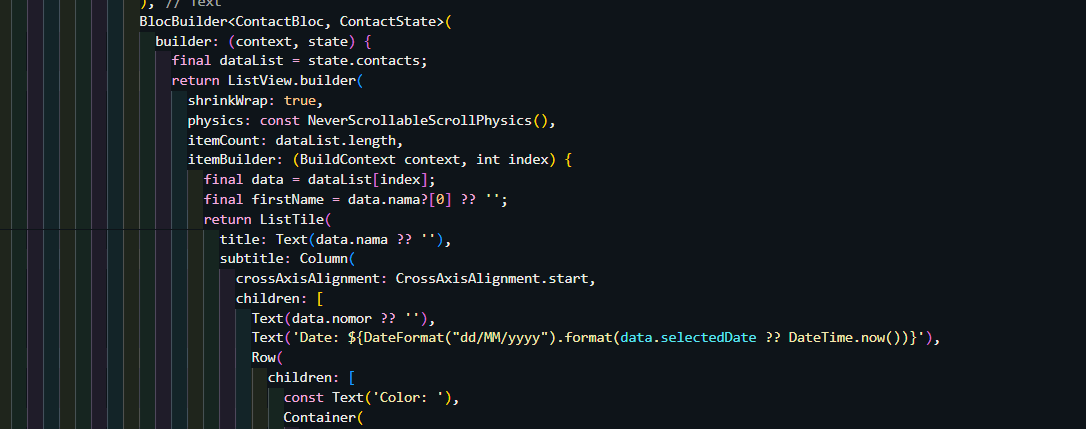 ), // Text
BlocBuilder<ContactBloc, ContactState>(
builder: (context, state) {
final dataList = state.contacts;
return ListView.builder(
shrinkWrap: true,
physics: const NeverScrollableScrollPhysics(),
itemCount: dataList.length,
itemBuilder: (BuildContext context, int index) {
final data = dataList[index];
final firstName = data.nama?[0] ?? '';
return ListTile(
title: Text(data.nama ?? ''),
subtitle: Column(
crossAxisAlignment: CrossAxisAlignment.start,
children: [
Text(data.nomor ?? ''),
Text('Date: ${DateFormat("dd/MM/yyyy").format(data.selectedDate ?? DateTime.now())}'),
Row(
children: [
const Text('Color: '),
Container(